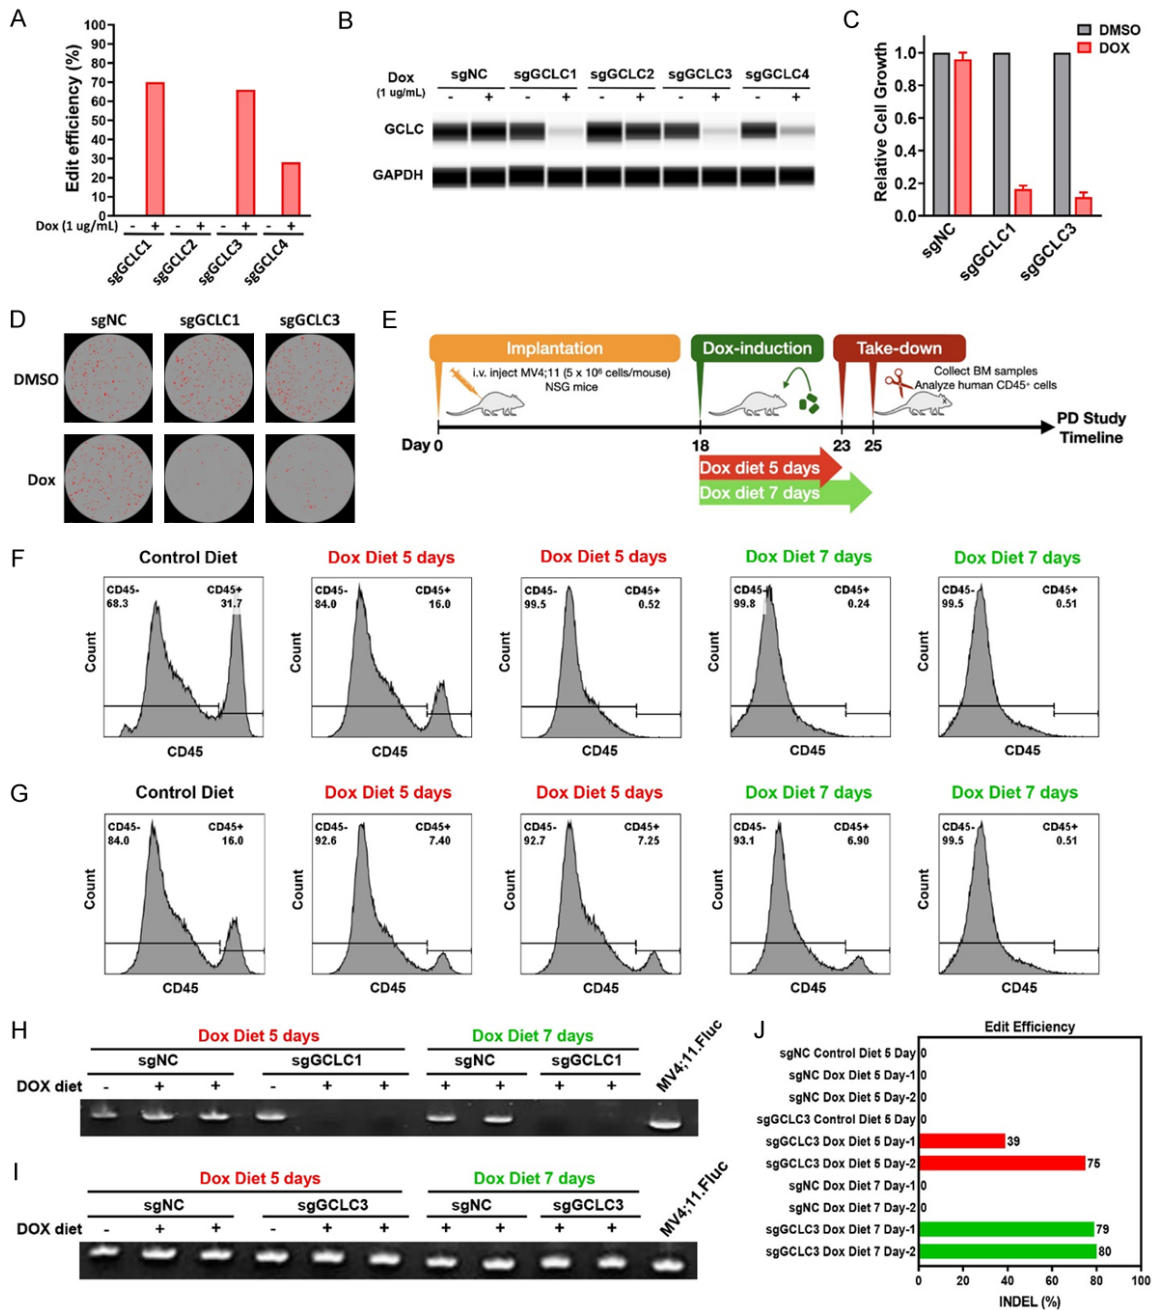 A
Edit efficiency (%)
100
90
80
70
60
50
40
30
20
10
0
Dox (1 ug/mL) - + - + - + - +
sgGCLC1 sgGCLC2 sgGCLC3 sgGCLC4
B
Dox
(1 ug/mL)
sgNC sgGCLC1 sgGCLC2 sgGCLC3 sgGCLC4
- + - + - + - + - +
GCLC
GAPDH
C
DMSO
DOX
Relative Cell Growth
1.0
0.8
0.6
0.4
0.2
0.0
sgNC sgGCLC1 sgGCLC3
D
sgNC sgGCLC1 sgGCLC3
DMSO
Dox
E
Implantation Dox-induction Take-down
i.v. inject MV4;11 (5 x 10⁶ cells/mouse)
NSG mice
Collect BM samples
Analyze human CD45⁺ cells
PD Study
Timeline
Day 0 18 23 25
Dox diet 5 days
Dox diet 7 days
F
Control Diet Dox Diet 5 days Dox Diet 5 days Dox Diet 7 days Dox Diet 7 days
CD45- CD45+ CD45- CD45+ CD45- CD45+ CD45- CD45+ CD45- CD45+
68.3 31.7 84.0 16.0 99.5 0.52 99.8 0.24 99.5 0.51
Count Count Count Count Count
CD45 CD45 CD45 CD45 CD45
G
Control Diet Dox Diet 5 days Dox Diet 5 days Dox Diet 7 days Dox Diet 7 days
CD45- CD45+ CD45- CD45+ CD45- CD45+ CD45- CD45+ CD45- CD45+
84.0 16.0 92.6 7.40 92.7 7.25 93.1 6.90 99.5 0.51
Count Count Count Count Count
CD45 CD45 CD45 CD45 CD45
H
Dox Diet 5 days Dox Diet 7 days
sgNC sgGCLC1 sgNC sgGCLC1
MV4;11.Fluc
DOX diet - + + - + + + + + +
I
Dox Diet 5 days Dox Diet 7 days
sgNC sgGCLC3 sgNC sgGCLC3
MV4;11.Fluc
DOX diet - + + - + + + + + +
J
Edit Efficiency
sgNC Control Diet 5 Day 0
sgNC Dox Diet 5 Day-1 0
sgNC Dox Diet 5 Day-2 0
sgGCLC3 Control Diet 5 Day 0
sgGCLC3 Dox Diet 5 Day-1 39
sgGCLC3 Dox Diet 5 Day-2 75
sgNC Dox Diet 7 Day-1 0
sgNC Dox Diet 7 Day-2 0
sgGCLC3 Dox Diet 7 Day-1 79
sgGCLC3 Dox Diet 7 Day-2 80
0 20 40 60 80 100
INDEL (%)